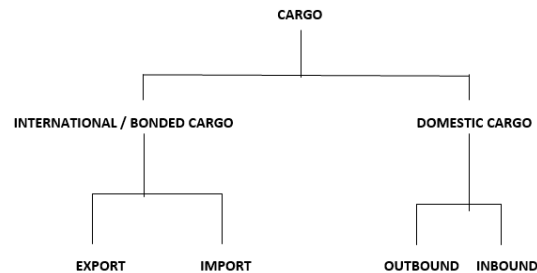 CARGO
INTERNATIONAL / BONDED CARGO
DOMESTIC CARGO
EXPORT
IMPORT
OUTBOUND
INBOUND